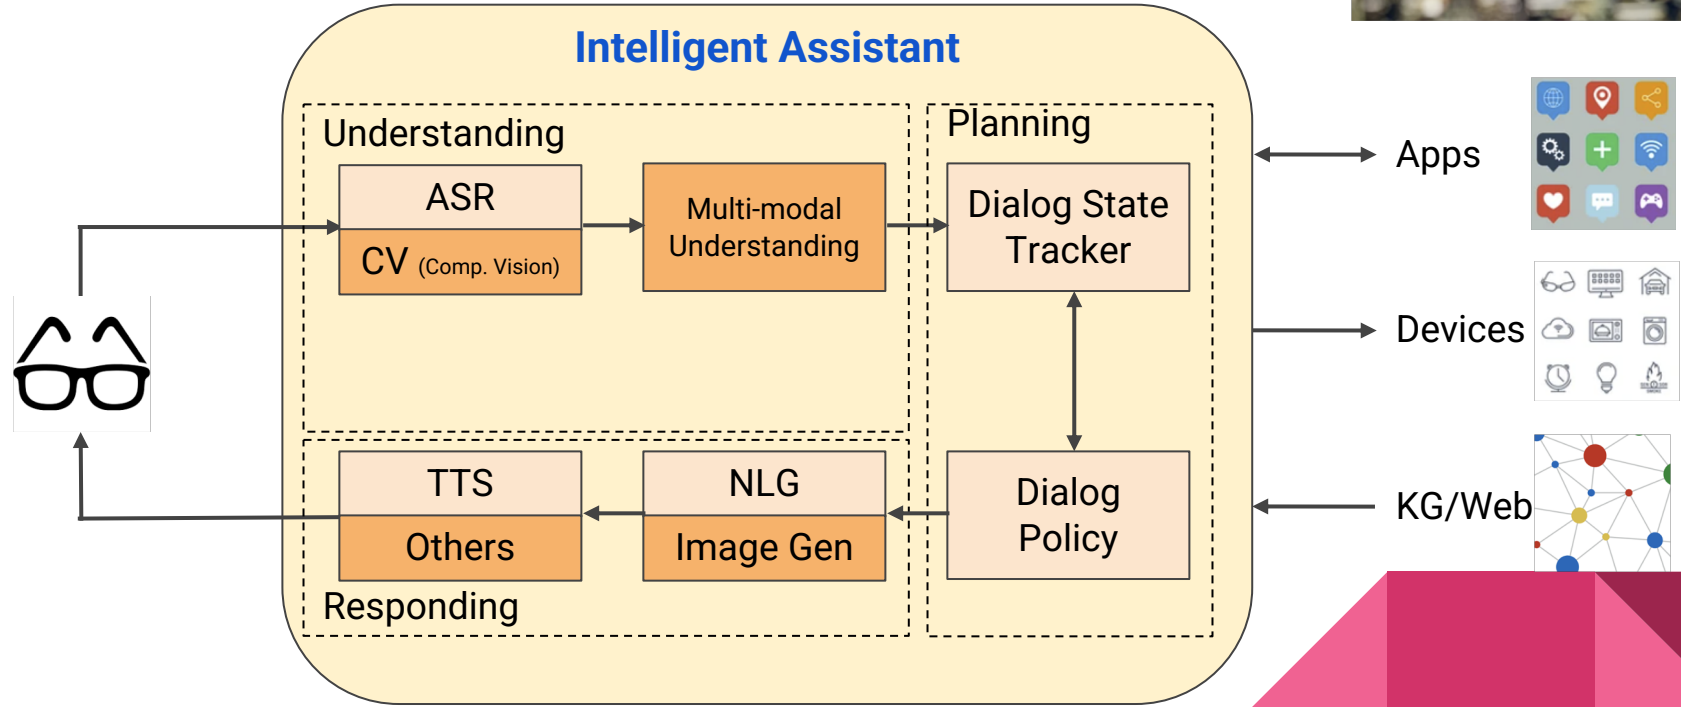 Intelligent Assistant
Understanding
ASR
CV (Comp. Vision)
Multi-modal
Understanding
Planning
Dialog State
Tracker
Dialog
Policy
TTS
Others
NLG
Image Gen
Responding
Apps
Devices
KG/Web